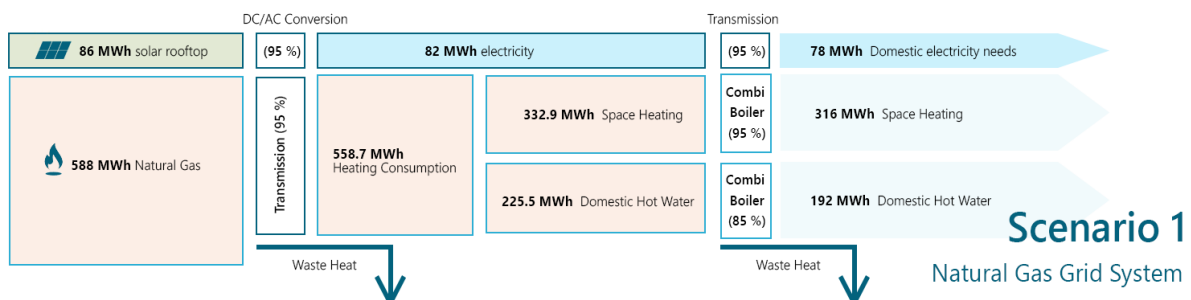 DC/AC Conversion
Transmission
86 MWh solar rooftop
(95 %)
82 MWh electricity
(95 %)
78 MWh Domestic electricity needs
588 MWh Natural Gas
Transmission (95 %)
558.7 MWh
Heating Consumption
332.9 MWh Space Heating
Combi
Boiler
(95 %)
316 MWh Space Heating
225.5 MWh Domestic Hot Water
Combi
Boiler
(85 %)
192 MWh Domestic Hot Water
Scenario 1
Natural Gas Grid System
Waste Heat
Waste Heat